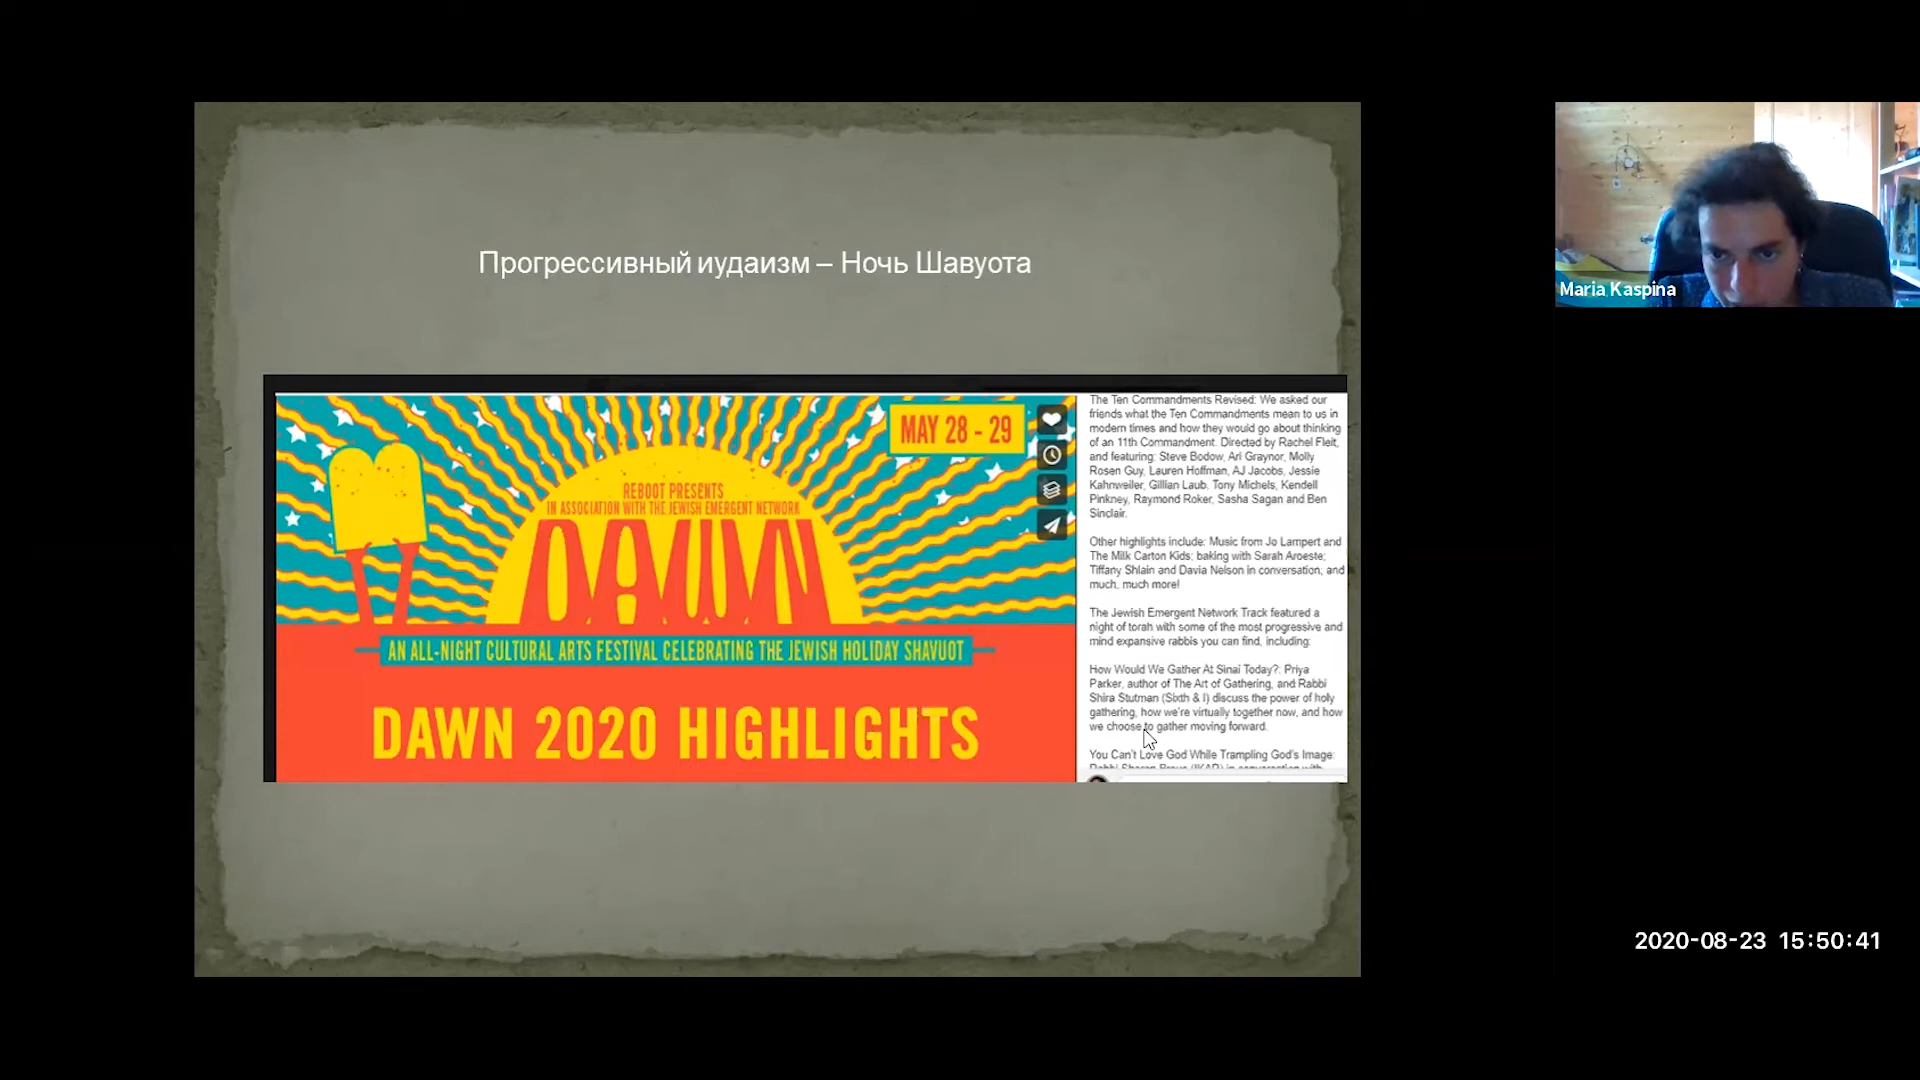 Прогрессивный иудаизм – Ночь Шавуота
MAY 28 - 29
REBOOT PRESENTS
IN ASSOCIATION WITH THE JEWISH EMERGENT NETWORK
DAWN
AN ALL-NIGHT CULTURAL ARTS FESTIVAL CELEBRATING THE JEWISH HOLIDAY SHAVUOT
DAWN 2020 HIGHLIGHTS
The Ten Commandments Revised: We asked our
friends what the Ten Commandments mean to us in
modern times and how they would go about thinking
of an 11th Commandment. Directed by Rachel Fleit,
and featuring: Steve Bodow, Ari Graynor, Molly
Rosen Guy, Lauren Hoffman, AJ Jacobs, Jessie
Kahnweiler, Gillian Laub, Tony Michels, Kendell
Pinkney, Raymond Roker, Sasha Sagan and Ben
Sinclair.
Other highlights include: Music from Jo Lampert and
The Milk Carton Kids; baking with Sarah Aroeste;
Tiffany Shlain and Davia Nelson in conversation; and
much, much more!
The Jewish Emergent Network Track featured a
night of torah with some of the most progressive and
mind expansive rabbis you can find, including:
How Would We Gather At Sinai Today?: Priya
Parker, author of The Art of Gathering, and Rabbi
Shira Stutman (Sixth & I) discuss the power of holy
gathering, how we're virtually together now, and how
we choose to gather moving forward.
You Can't Love God While Trampling God's Image:
Maria Kaspina
2020-08-23 15:50:41